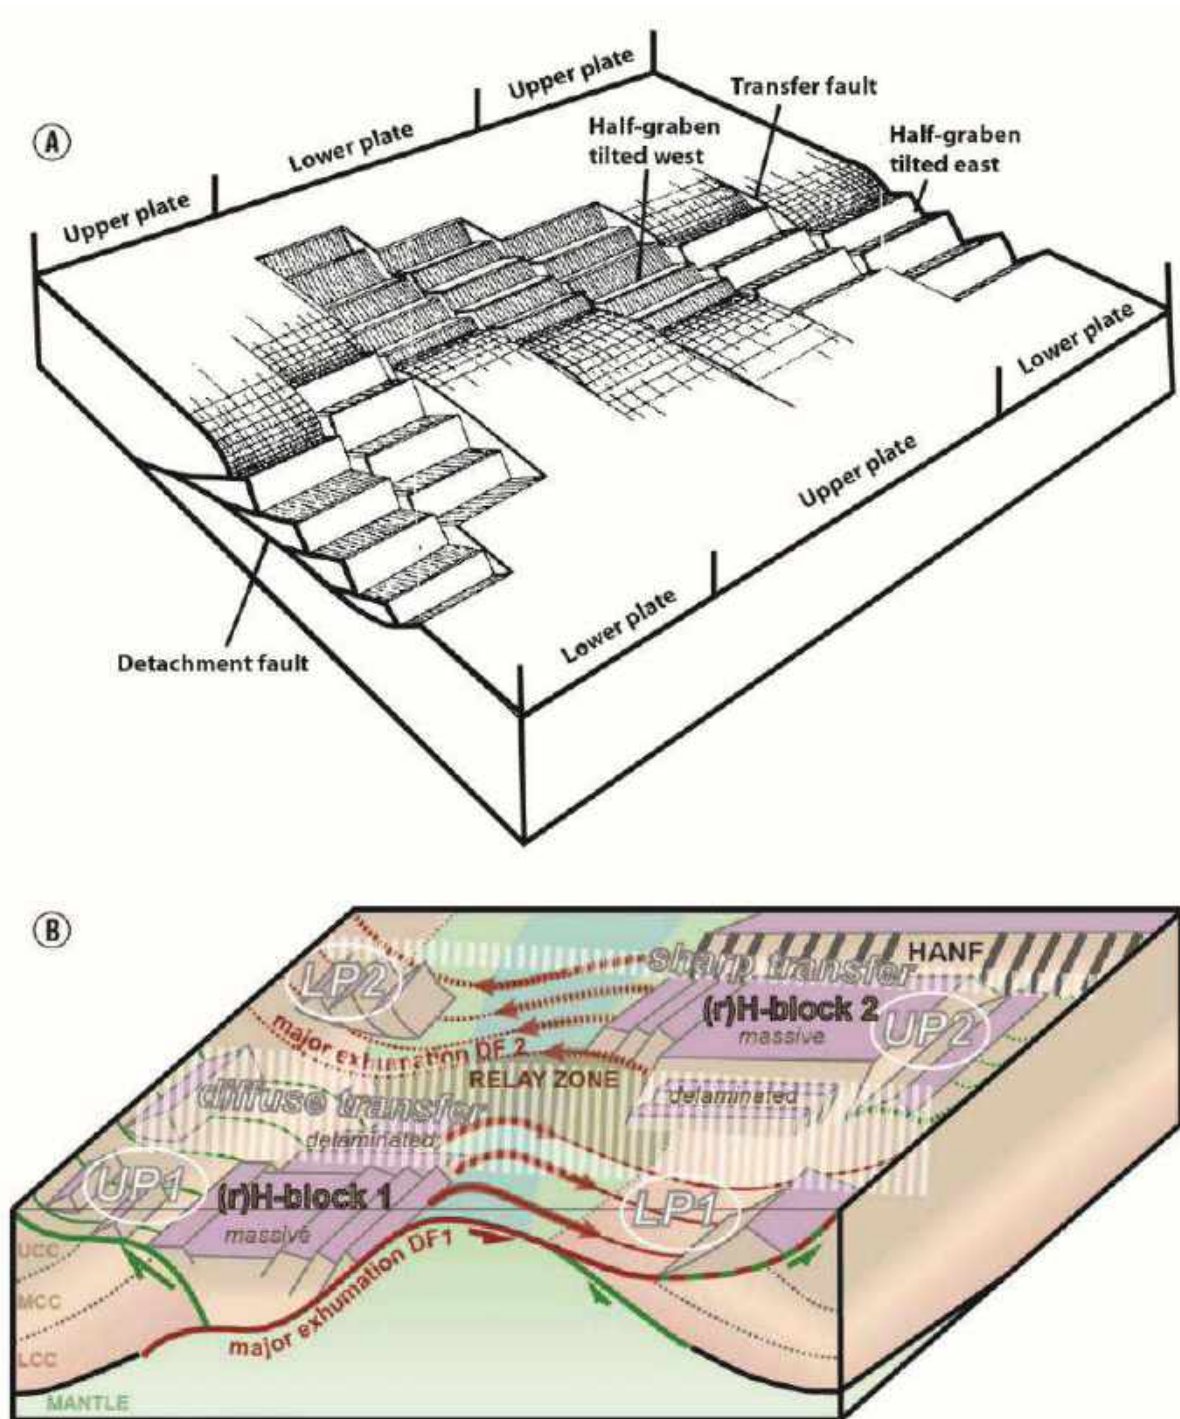 A
Upper plate
Lower plate
Upper plate
Transfer fault
Half-graben
tilted west
Half-graben
tilted east
Lower plate
Upper plate
Lower plate
Detachment fault
B
LP2
sharp transfer
HANF
(r)H-block 2
massive
UP2
major exhumation DF 2
RELAY ZONE
diffuse transfer
delaminated
delaminated
UP1
(r)H-block 1
massive
LP1
UCC
MCC
LCC
major exhumation DF1
MANTLE